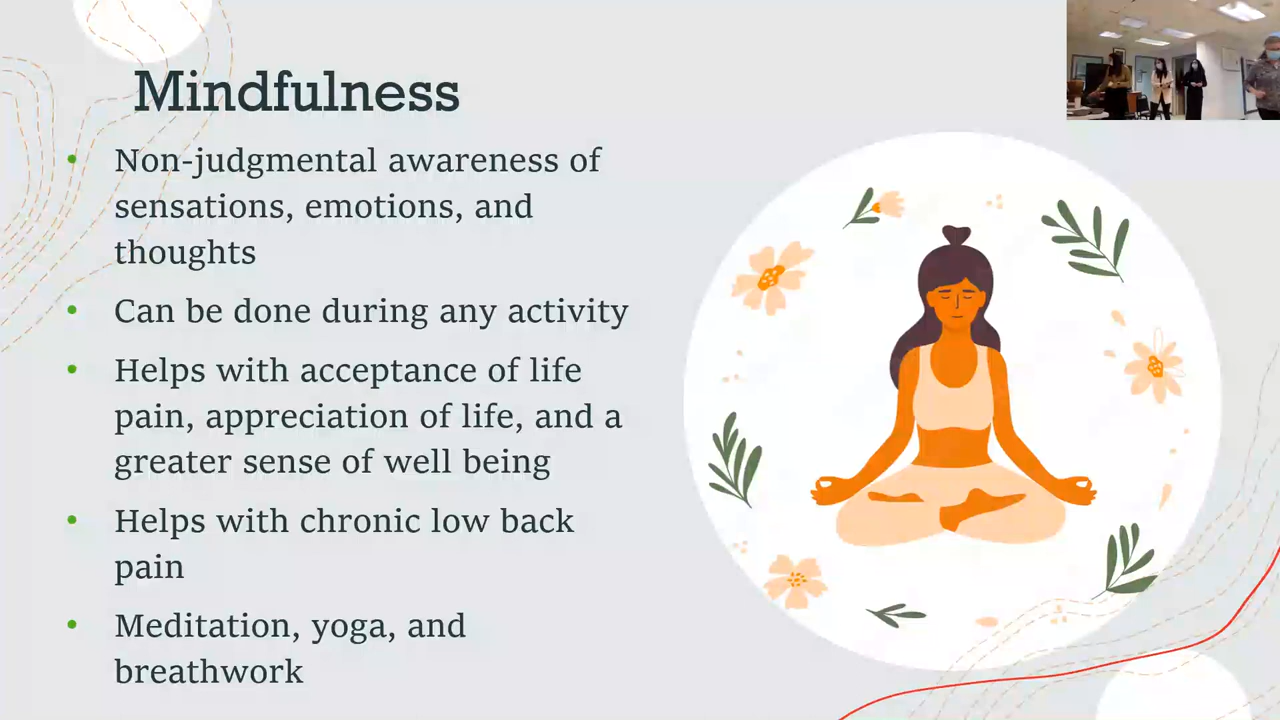 Mindfulness
• Non-judgmental awareness of
sensations, emotions, and
thoughts
• Can be done during any activity
• Helps with acceptance of life
pain, appreciation of life, and a
greater sense of well being
• Helps with chronic low back
pain
• Meditation, yoga, and
breathwork